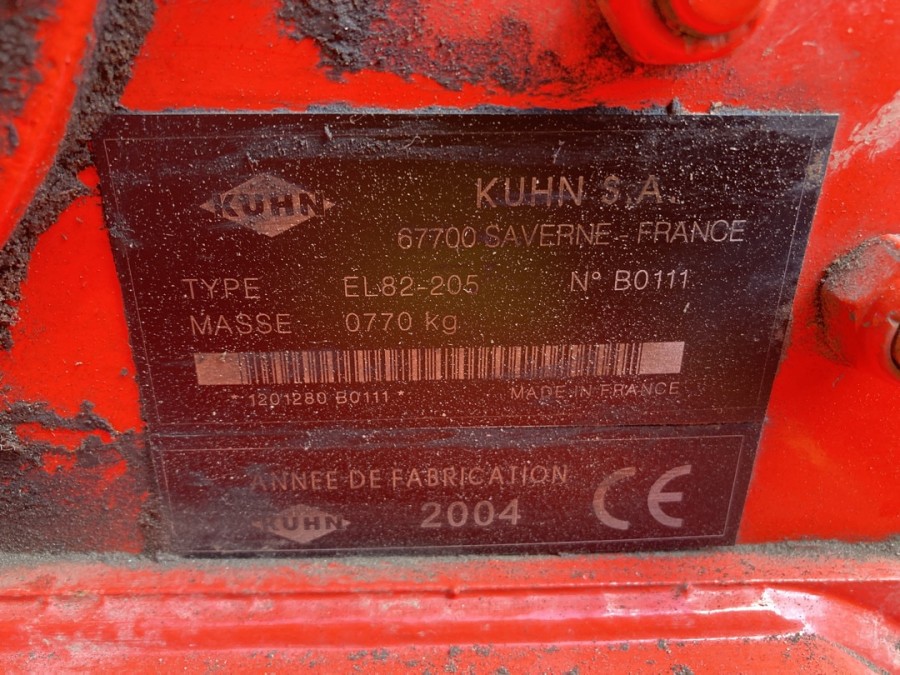 KUHN
KUHN S.A.
67700 SAVERNE - FRANCE
TYPE EL82-205 N° B0111
MASSE 0770 kg
* 1201280 B0111 *
MADE IN FRANCE
ANNEE DE FABRICATION
KUHN 2004 CE